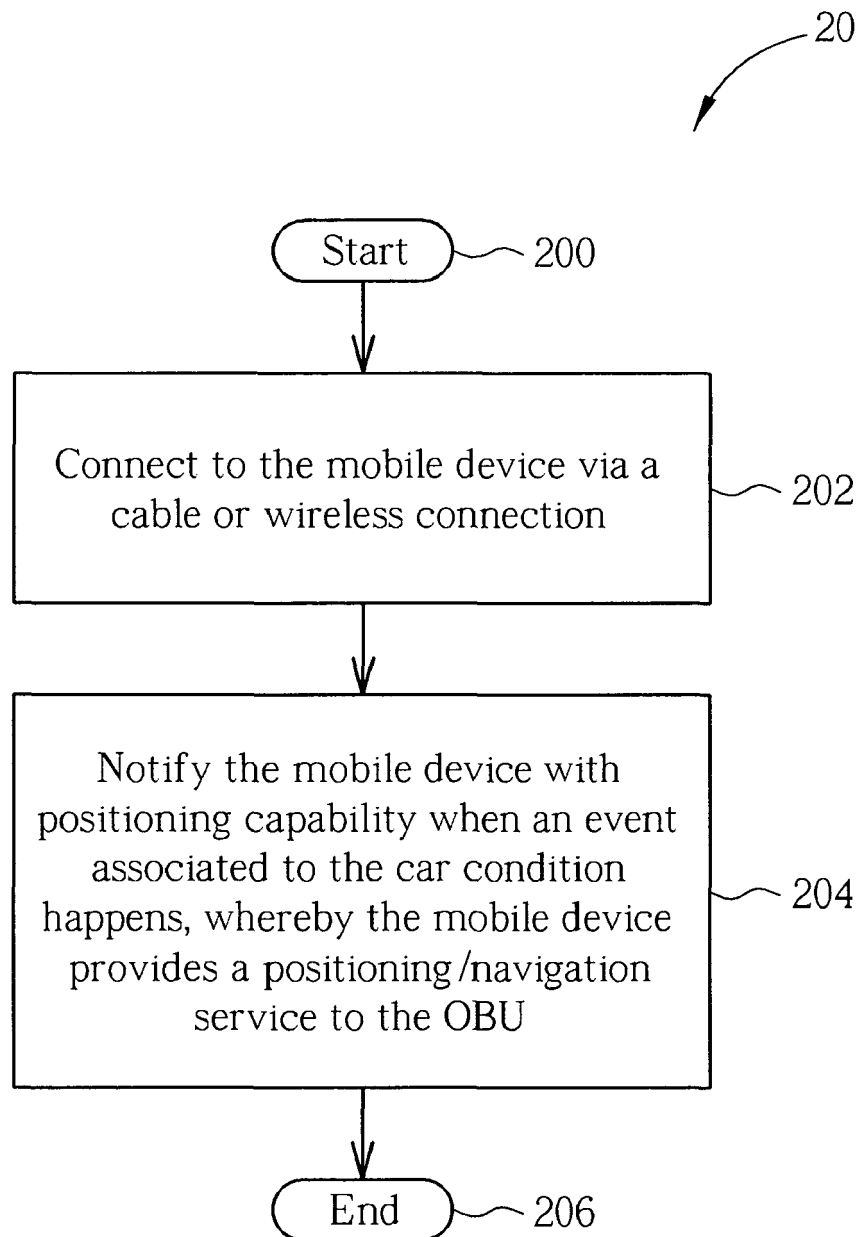 20
Start
200
Connect to the mobile device via a
cable or wireless connection
202
Notify the mobile device with
positioning capability when an event
associated to the car condition
happens, whereby the mobile device
provides a positioning/navigation
service to the OBU
204
End
206